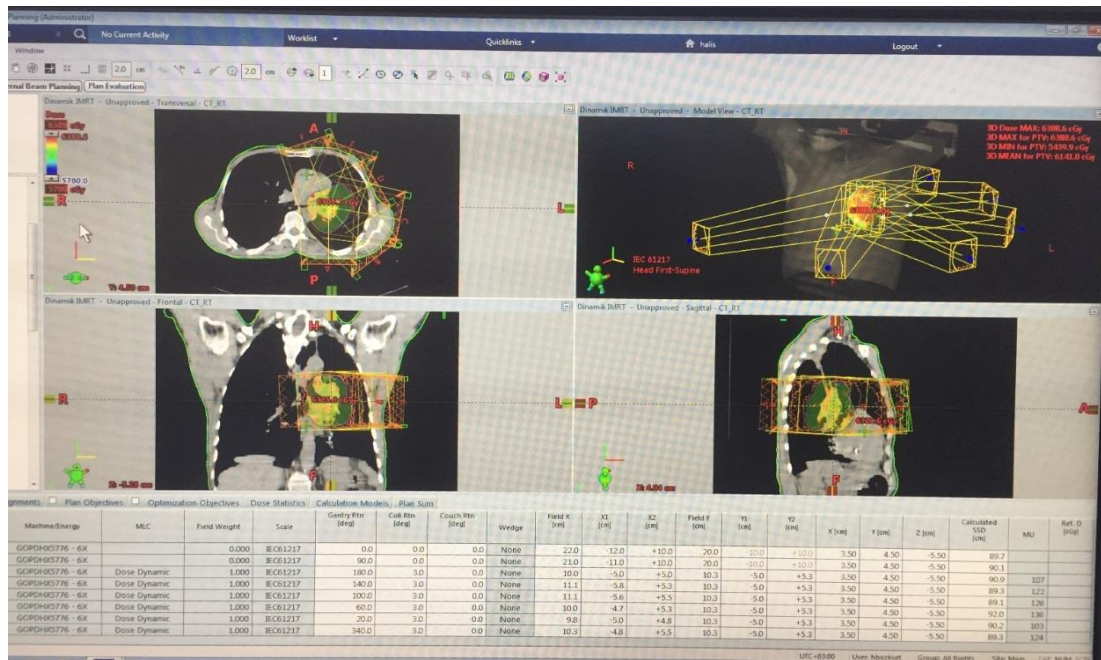 Planning (Administrator)
No Current Activity
Worklist
Quicklinks
halis
Logout
Window
2.0 cm
2.0 cm
1
External Beam Planning
Plan Evaluation
Dinamik IMRT - Unapproved - Transversal - CT_RT
Dose
6388.6
5700.0
5700 cGy
A
R
L
P
Y: 4.50 cm
Dinamik IMRT - Unapproved - Model View - CT_RT
3D Dose MAX: 6388.6 cGy
3D MAX for PTV: 6388.6 cGy
3D MIN for PTV: 5439.9 cGy
3D MEAN for PTV: 6141.0 cGy
R
L
F
IEC 61217
Head First-Supine
Dinamik IMRT - Unapproved - Frontal - CT_RT
H
R
L
F
Dinamik IMRT - Unapproved - Sagittal - CT_RT
H
P
A
F
Plan Objectives
Optimization Objectives
Dose Statistics
Calculation Models
Plan Sum
Machine/Energy MLC Field Weight Scale Gantry Rtn [deg] Coll Rtn [deg] Couch Rtn [deg] Wedge Field X [cm] X1 [cm] X2 [cm] Field Y [cm] Y1 [cm] Y2 [cm] X [cm] Y [cm] Z [cm] Calculated SSD [cm] MU Ref. D [cGy]
GOPDHX5776 - 6X 0.000 IEC61217 0.0 0.0 0.0 None 22.0 -12.0 +10.0 20.0 -10.0 +10.0 3.50 4.50 -5.50 89.7
GOPDHX5776 - 6X 0.000 IEC61217 90.0 0.0 0.0 None 21.0 -11.0 +10.0 20.0 -10.0 +10.0 3.50 4.50 -5.50 90.1
GOPDHX5776 - 6X Dose Dynamic 1.000 IEC61217 180.0 3.0 0.0 None 10.0 -5.0 +5.0 10.3 -5.0 +5.3 3.50 4.50 -5.50 90.9 107
GOPDHX5776 - 6X Dose Dynamic 1.000 IEC61217 140.0 3.0 0.0 None 11.1 -5.8 +5.3 10.3 -5.0 +5.3 3.50 4.50 -5.50 89.3 122
GOPDHX5776 - 6X Dose Dynamic 1.000 IEC61217 100.0 3.0 0.0 None 11.1 -5.6 +5.5 10.3 -5.0 +5.3 3.50 4.50 -5.50 89.1 126
GOPDHX5776 - 6X Dose Dynamic 1.000 IEC61217 60.0 3.0 0.0 None 10.0 -4.7 +5.3 10.3 -5.0 +5.3 3.50 4.50 -5.50 92.0 136
GOPDHX5776 - 6X Dose Dynamic 1.000 IEC61217 20.0 3.0 0.0 None 9.8 -5.0 +4.8 10.3 -5.0 +5.3 3.50 4.50 -5.50 90.2 103
GOPDHX5776 - 6X Dose Dynamic 1.000 IEC61217 340.0 3.0 0.0 None 10.3 -4.8 +5.5 10.3 -5.0 +5.3 3.50 4.50 -5.50 89.3 124
UTC+03:00 User: Group: All Rights Site: Main